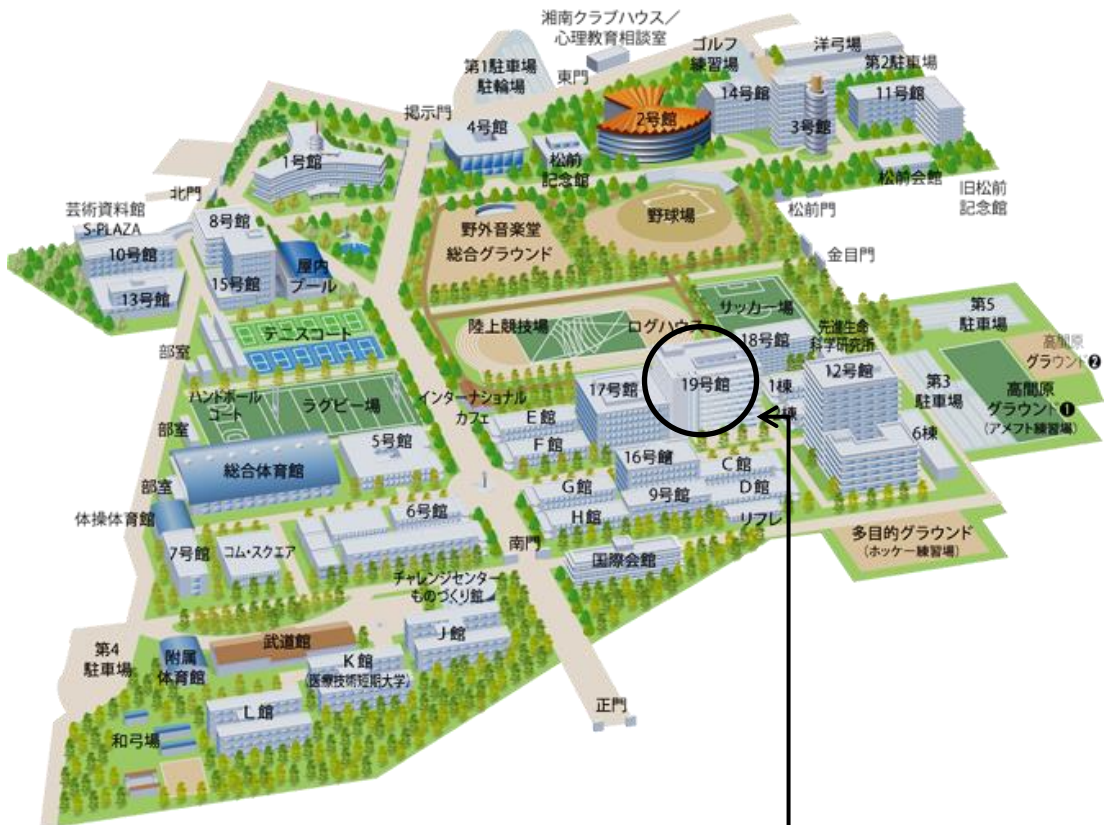 湘南クラブハウス／
心理教育相談室
第1駐車場
駐輪場
東門
ゴルフ
練習場
洋弓場
第2駐車場
14号館
11号館
掲示門
4号館
2号館
3号館
1号館
松前
記念館
松前会館
旧松前
記念館
北門
松前門
芸術資料館
S-PLAZA
8号館
野外音楽堂
総合グラウンド
野球場
10号館
屋内
プール
金目門
13号館
15号館
サッカー場
第5
駐車場
テニスコート
陸上競技場
ログハウス
18号館
先進生命
科学研究所
部室
高間原
グラウンド❷
12号館
17号館
19号館
1棟
第3
駐車場
高間原
グラウンド❶
(アメフト練習場)
ハンドボール
コート
ラグビー場
インターナショナル
カフェ
E館
棟
部室
5号館
F館
6棟
総合体育館
16号館
C館
部室
G館
9号館
D館
体操体育館
6号館
H館
リフレ
多目的グラウンド
(ホッケー練習場)
7号館
コム・スクエア
南門
国際会館
チャレンジセンター
ものづくり館
第4
駐車場
附属
体育館
武道館
J館
K館
(医療技術短期大学)
L館
正門
和弓場